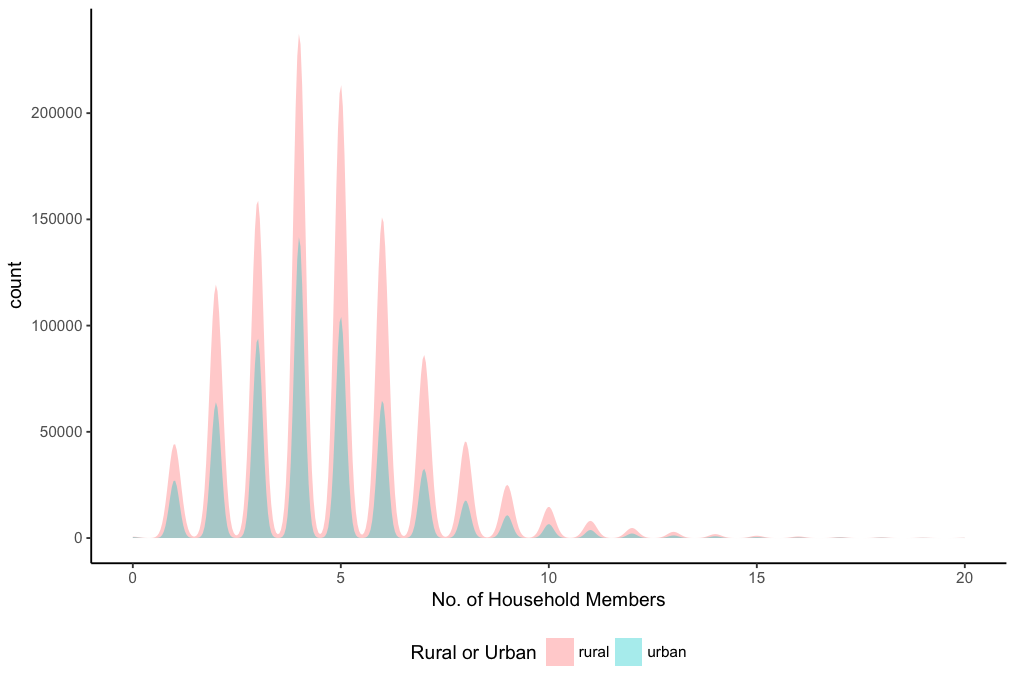 count
200000
150000
100000
50000
0
0 5 10 15 20
No. of Household Members
Rural or Urban rural urban